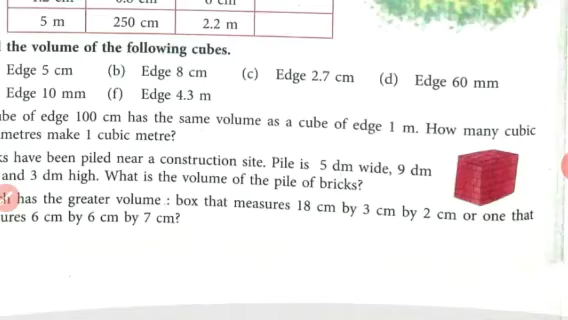 5 m 250 cm 2.2 m
the volume of the following cubes.
Edge 5 cm (b) Edge 8 cm (c) Edge 2.7 cm (d) Edge 60 mm
Edge 10 mm (f) Edge 4.3 m
be of edge 100 cm has the same volume as a cube of edge 1 m. How many cubic
metres make 1 cubic metre?
s have been piled near a construction site. Pile is 5 dm wide, 9 dm
and 3 dm high. What is the volume of the pile of bricks?
has the greater volume : box that measures 18 cm by 3 cm by 2 cm or one that
ures 6 cm by 6 cm by 7 cm?